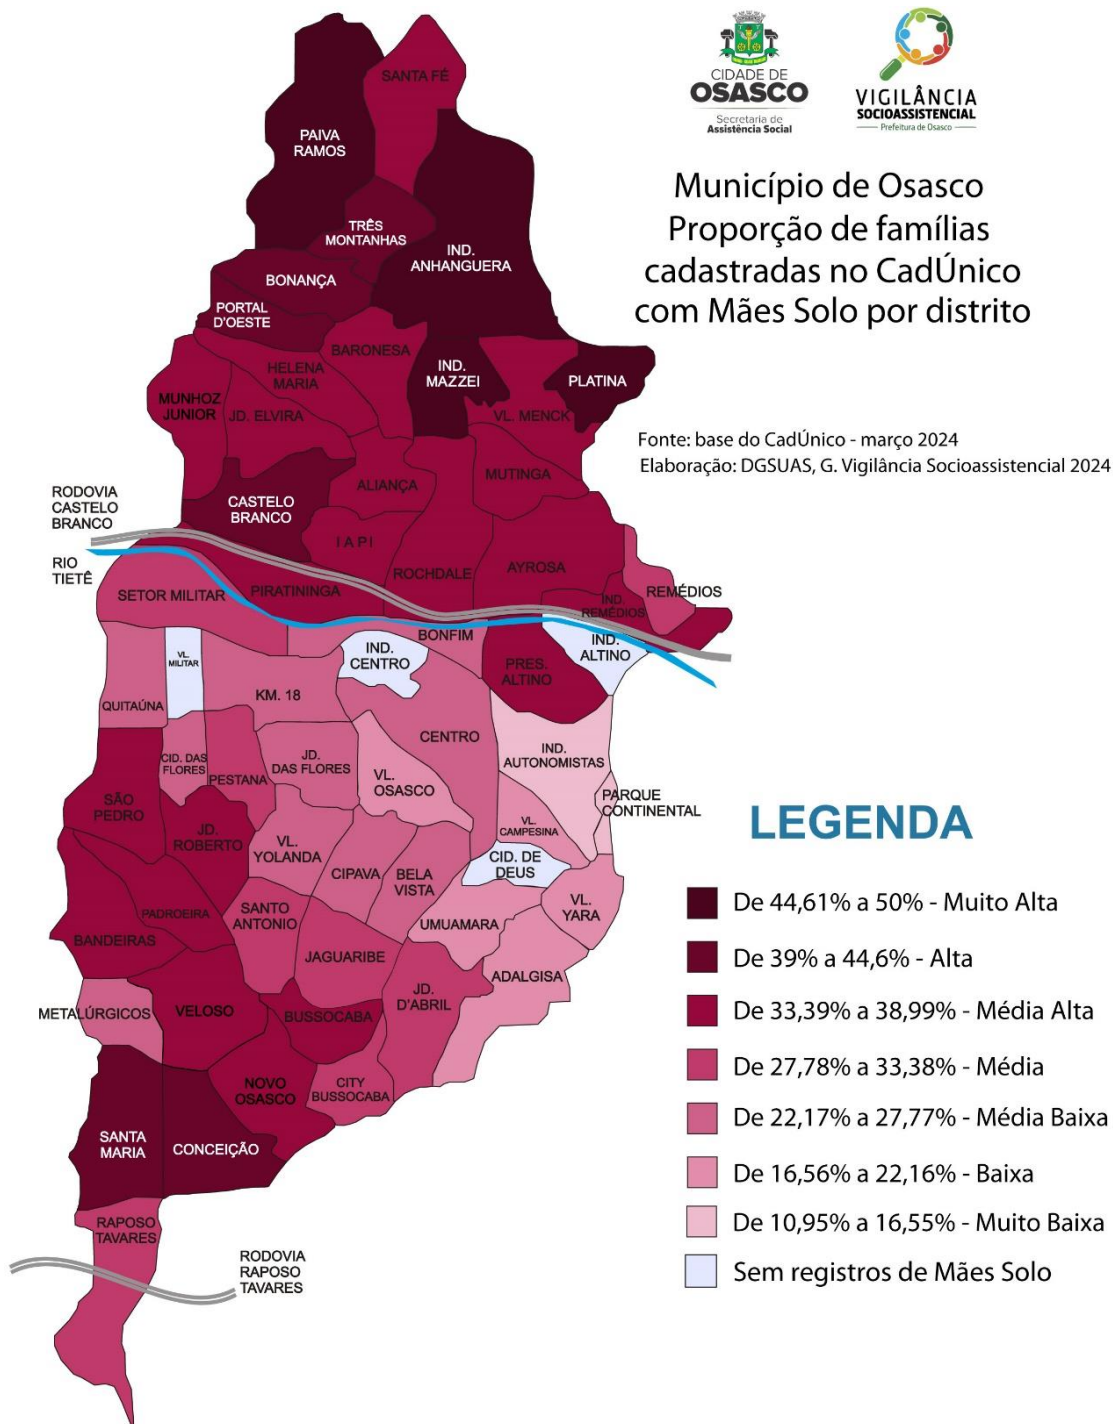 CIDADE DE
OSASCO
Secretaria de
Assistência Social
VIGILÂNCIA
SOCIOASSISTENCIAL
Prefeitura de Osasco
Município de Osasco
Proporção de famílias
cadastradas no CadÚnico
com Mães Solo por distrito
Fonte: base do CadÚnico - março 2024
Elaboração: DGSUAS, G. Vigilância Socioassistencial 2024
SANTA FÉ
PAIVA
RAMOS
TRÊS
MONTANHAS
IND.
ANHANGUERA
BONANÇA
PORTAL
D'OESTE
BARONESA
HELENA
MARIA
IND.
MAZZEI
PLATINA
MUNHOZ
JUNIOR
JD. ELVIRA
VL. MENCK
MUTINGA
ALIANÇA
CASTELO
BRANCO
RODOVIA
CASTELO
BRANCO
I A P I
RIO
TIETÊ
ROCHDALE
AYROSA
SETOR MILITAR
PIRATININGA
REMÉDIOS
IND.
REMÉDIOS
BONFIM
IND.
ALTINO
VL.
MILITAR
IND.
CENTRO
PRES.
ALTINO
QUITAÚNA
KM. 18
CENTRO
IND.
AUTONOMISTAS
CID. DAS
FLORES
PESTANA
JD.
DAS FLORES
VL.
OSASCO
PARQUE
CONTINENTAL
SÃO
PEDRO
JD.
ROBERTO
VL.
CAMPESINA
VL.
YOLANDA
CIPAVA
BELA
VISTA
CID. DE
DEUS
VL.
YARA
PADROEIRA
SANTO
ANTONIO
UMUAMARA
BANDEIRAS
JAGUARIBE
ADALGISA
JD.
D'ABRIL
METALÚRGICOS
VELOSO
BUSSOCABA
NOVO
OSASCO
CITY
BUSSOCABA
SANTA
MARIA
CONCEIÇÃO
RAPOSO
TAVARES
RODOVIA
RAPOSO
TAVARES
LEGENDA
De 44,61% a 50% - Muito Alta
De 39% a 44,6% - Alta
De 33,39% a 38,99% - Média Alta
De 27,78% a 33,38% - Média
De 22,17% a 27,77% - Média Baixa
De 16,56% a 22,16% - Baixa
De 10,95% a 16,55% - Muito Baixa
Sem registros de Mães Solo